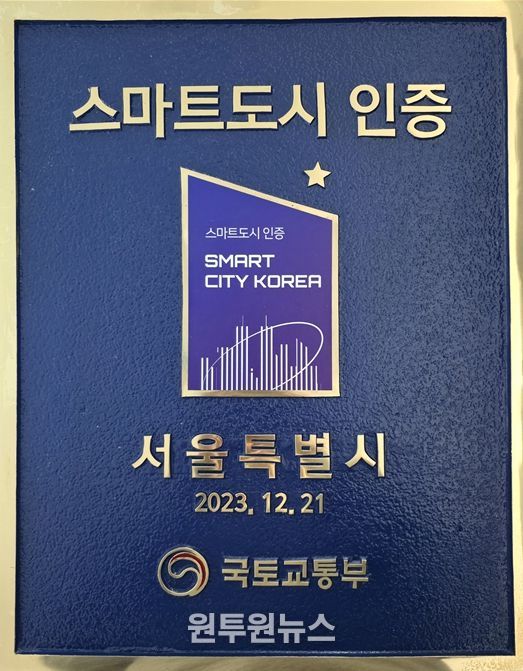 스마트도시 인증
스마트도시 인증
SMART
CITY KOREA
서울특별시
2023. 12. 21
국토교통부
원투원뉴스